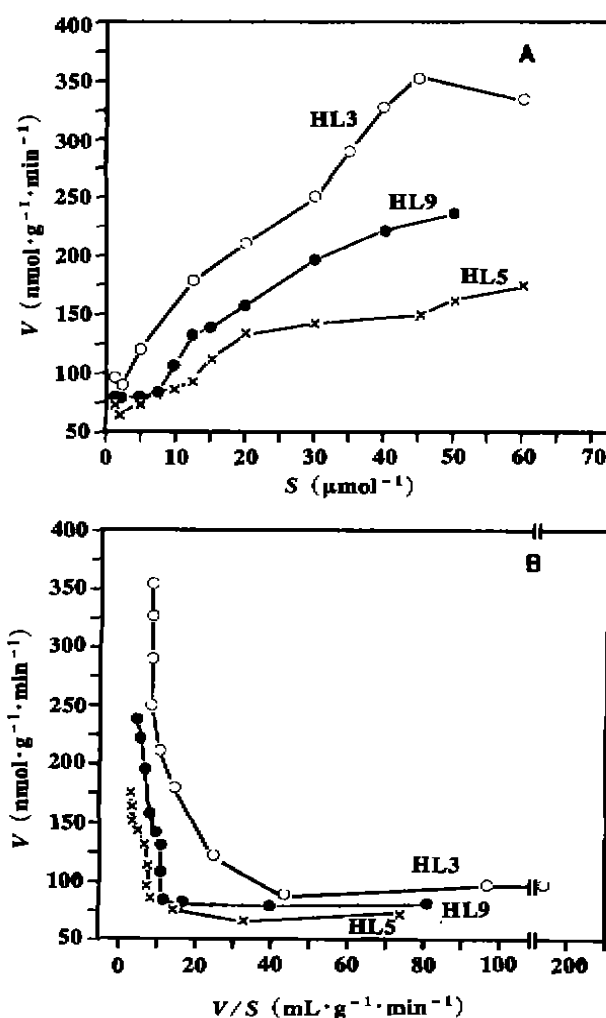 400
350
300
250
200
150
100
50
V (nmol·g⁻¹·min⁻¹)
A
HL3
HL9
HL5
0 10 20 30 40 50 60 70
S (μmol⁻¹)
400
350
300
250
200
150
100
50
V (nmol·g⁻¹·min⁻¹)
B
HL3
HL9
HL5
0 20 40 60 80 100 200
V/S (mL·g⁻¹·min⁻¹)